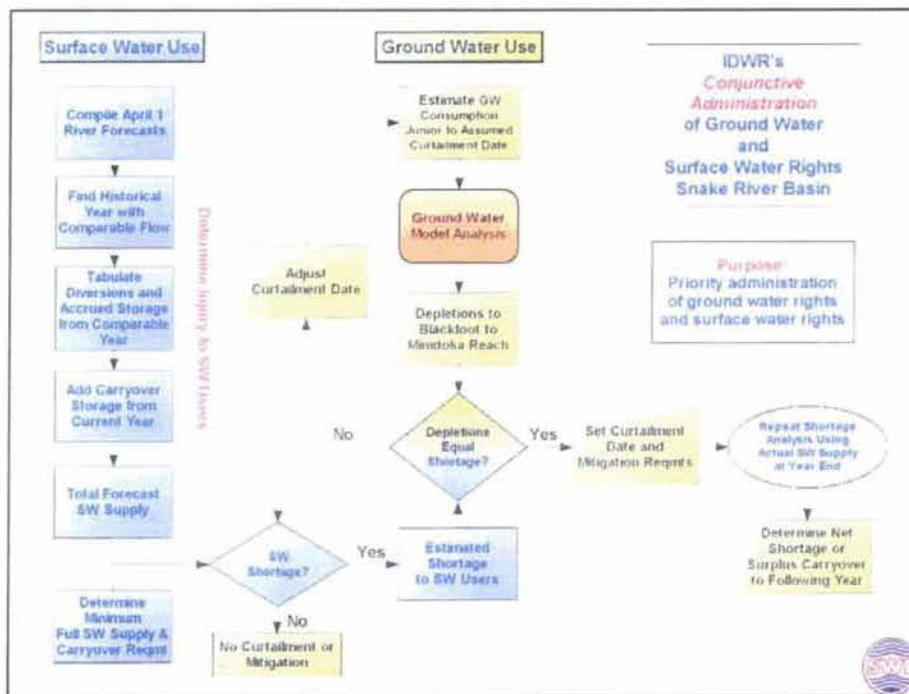 Surface Water Use
Compile April 1
River Forecasts
Find Historical
Year with
Comparable Flow
Tabulate
Diversions and
Accrued Storage
from Comparable
Year
Add Carryover
Storage from
Current Year
Total Forecast
SW Supply
Determine
Minimum
Full SW Supply &
Carryover Reqmt
Determine Injury to SW Users
SW
Shortage?
Yes
No
No Curtailment or
Mitigation
Estimated
Shortage
to SW Users
Ground Water Use
Estimate GW
Consumption
Junior to Assumed
Curtailment Date
Ground Water
Model Analysis
Depletions to
Blackfoot to
Minidoka Reach
Depletions
Equal
Shortage?
No
Adjust
Curtailment Date
Yes
Set Curtailment
Date and
Mitigation Reqmts
Repeat Shortage
Analysis Using
Actual SW Supply
at Year End
Determine Net
Shortage or
Surplus Carryover
to Following Year
IDWR's
Conjunctive
Administration
of Ground Water
and
Surface Water Rights
Snake River Basin
Purpose:
Priority administration
of ground water rights
and surface water rights